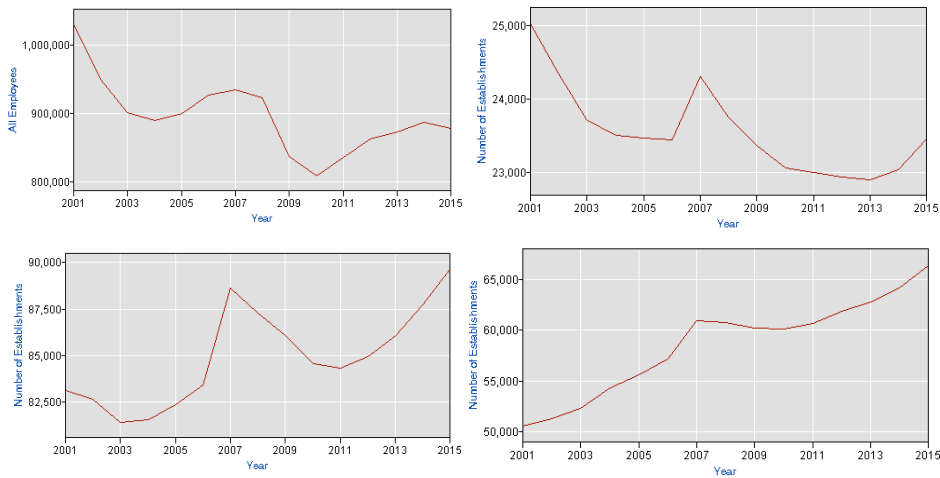 1,000,000
900,000
800,000
All Employees
2001 2003 2005 2007 2009 2011 2013 2015
Year
25,000
24,000
23,000
Number of Establishments
2001 2003 2005 2007 2009 2011 2013 2015
Year
90,000
87,500
85,000
82,500
Number of Establishments
2001 2003 2005 2007 2009 2011 2013 2015
Year
65,000
60,000
55,000
50,000
Number of Establishments
2001 2003 2005 2007 2009 2011 2013 2015
Year